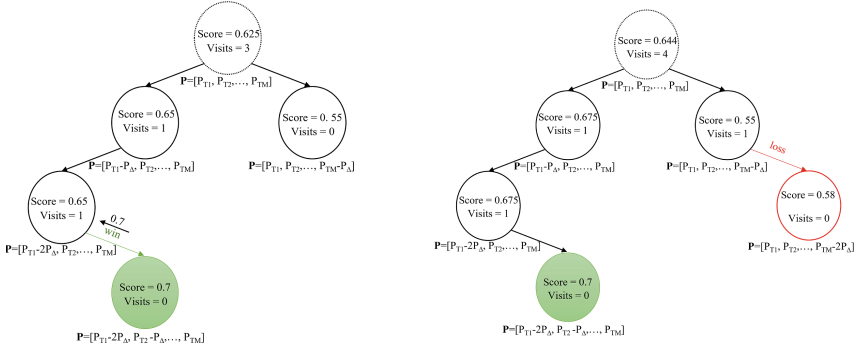 Score = 0.625
Visits = 3
P=[P_T1, P_T2,…, P_TM]
Score = 0.65
Visits = 1
P=[P_T1-P_Δ, P_T2,…, P_TM]
Score = 0. 55
Visits = 0
P=[P_T1, P_T2,…, P_TM-P_Δ]
Score = 0.65
Visits = 1
P=[P_T1-2P_Δ, P_T2,…, P_TM]
0.7
win
Score = 0.7
Visits = 0
P=[P_T1-2P_Δ, P_T2 -P_Δ,…, P_TM]
Score = 0.644
Visits = 4
P=[P_T1, P_T2,…, P_TM]
Score = 0.675
Visits = 1
P=[P_T1-P_Δ, P_T2,…, P_TM]
Score = 0. 55
Visits = 1
P=[P_T1, P_T2,…, P_TM-P_Δ]
loss
Score = 0.675
Visits = 1
P=[P_T1-2P_Δ, P_T2,…, P_TM]
Score = 0.58
Visits = 0
P=[P_T1, P_T2,…, P_TM-2P_Δ]
Score = 0.7
Visits = 0
P=[P_T1-2P_Δ, P_T2 -P_Δ,…, P_TM]